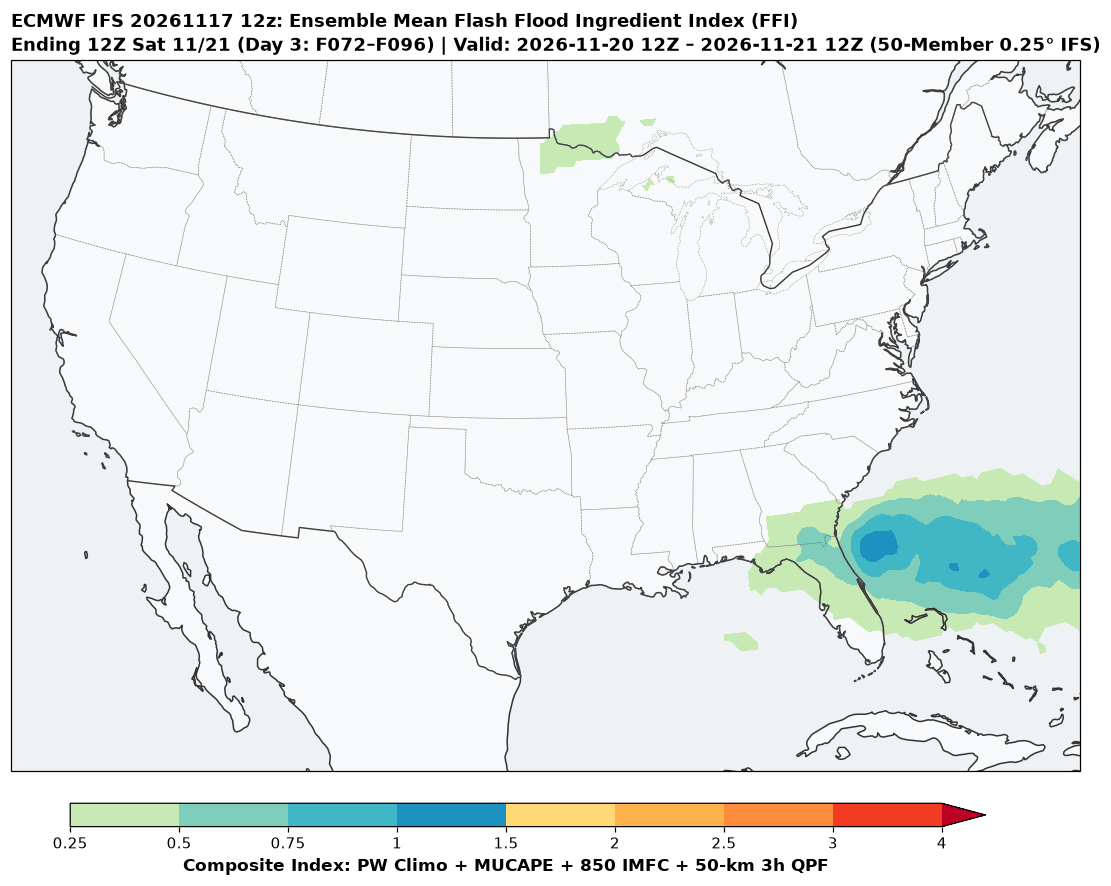 ECMWF IFS 20261117 12z: Ensemble Mean Flash Flood Ingredient Index (FFI)
Ending 12Z Sat 11/21 (Day 3: F072–F096) | Valid: 2026-11-20 12Z – 2026-11-21 12Z (50-Member 0.25° IFS)
0.25 0.5 0.75 1 1.5 2 2.5 3 4
Composite Index: PW Climo + MUCAPE + 850 IMFC + 50-km 3h QPF